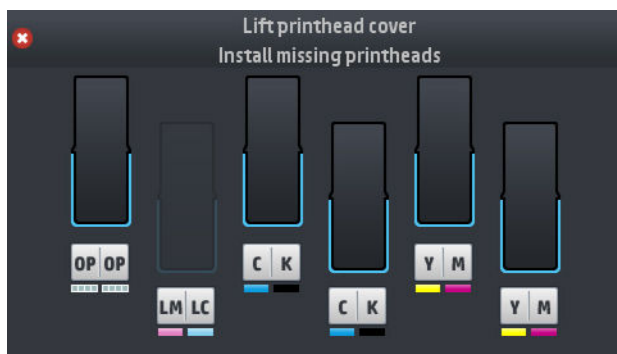 Lift printhead cover
Install missing printheads
OP OP
C K
Y M
LM LC
C K
Y M